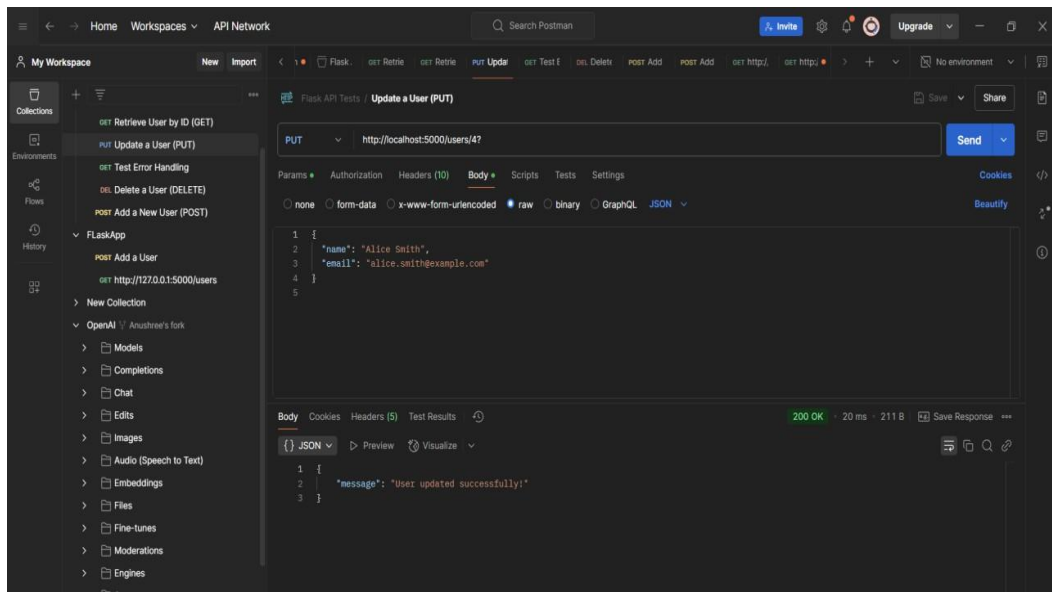 Home Workspaces API Network Search Postman Invite Upgrade
My Workspace New Import Flask. GET Retrie GET Retrie PUT Updat GET Test E DEL Delete POST Add POST Add GET http:/, GET http:/ No environment
Collections
Environments
Flows
History
GET Retrieve User by ID (GET)
PUT Update a User (PUT)
GET Test Error Handling
DEL Delete a User (DELETE)
POST Add a New User (POST)
FLaskApp
POST Add a User
GET http://127.0.0.1:5000/users
New Collection
OpenAI Anushree's fork
Models
Completions
Chat
Edits
Images
Audio (Speech to Text)
Embeddings
Files
Fine-tunes
Moderations
Engines
HTTP Flask API Tests / Update a User (PUT) Save Share
PUT http://localhost:5000/users/4? Send
Params Authorization Headers (10) Body Scripts Tests Settings Cookies
none form-data x-www-form-urlencoded raw binary GraphQL JSON Beautify
1 {
2 "name": "Alice Smith",
3 "email": "alice.smith@example.com"
4 }
5
Body Cookies Headers (5) Test Results 200 OK 20 ms 211 B Save Response
{} JSON Preview Visualize
1 {
2 "message": "User updated successfully!"
3 }